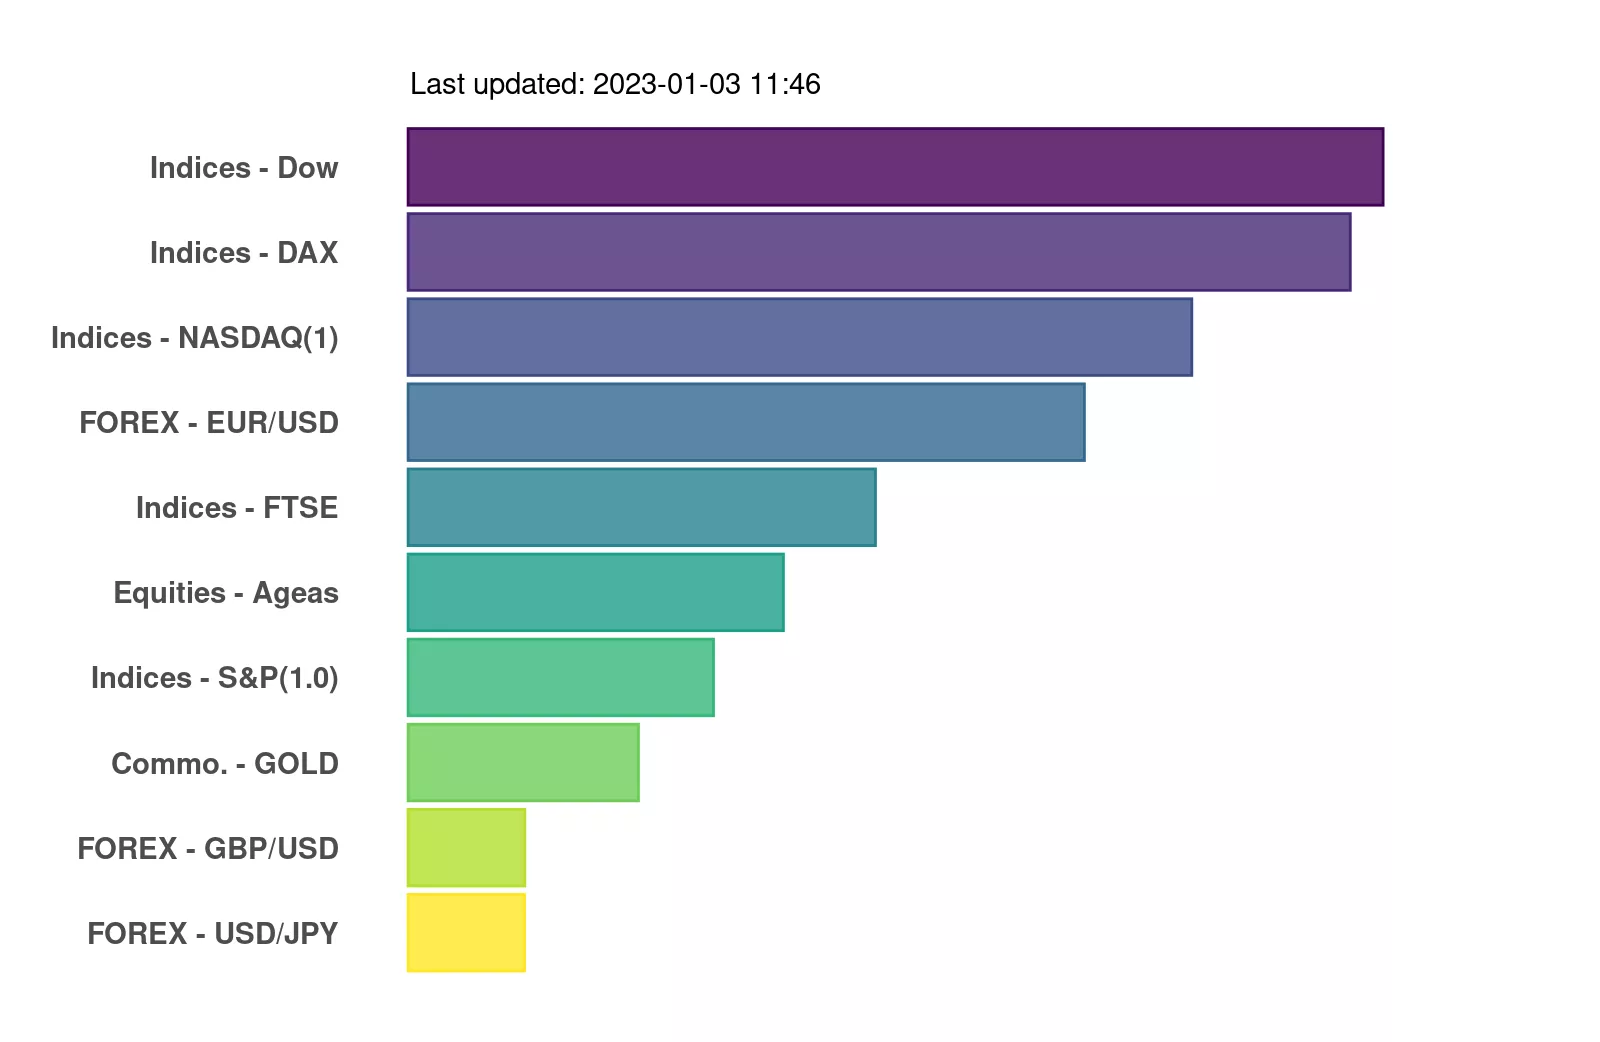 Last updated: 2023-01-03 11:46
Indices - Dow
Indices - DAX
Indices - NASDAQ(1)
FOREX - EUR/USD
Indices - FTSE
Equities - Ageas
Indices - S&P(1.0)
Commo. - GOLD
FOREX - GBP/USD
FOREX - USD/JPY